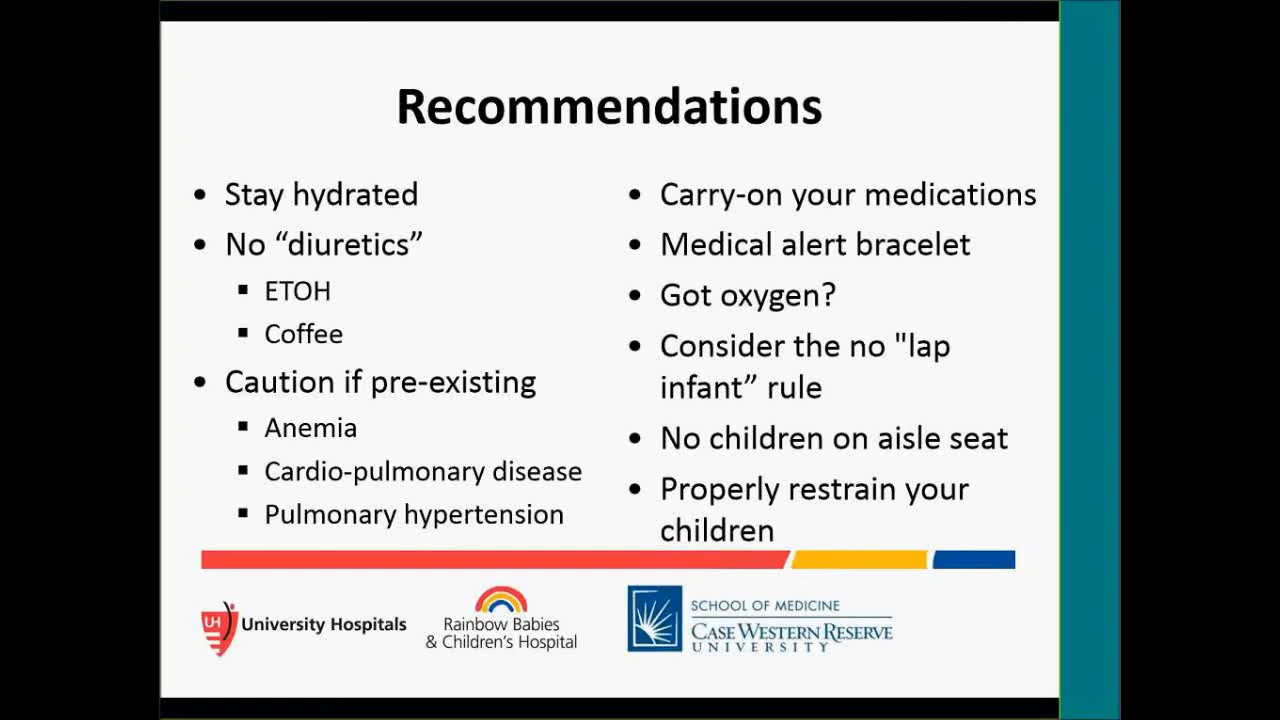 Recommendations
• Stay hydrated
• No “diuretics”
▪ ETOH
▪ Coffee
• Caution if pre-existing
▪ Anemia
▪ Cardio-pulmonary disease
▪ Pulmonary hypertension
• Carry-on your medications
• Medical alert bracelet
• Got oxygen?
• Consider the no "lap
infant” rule
• No children on aisle seat
• Properly restrain your
children
UH
University Hospitals
Rainbow Babies
& Children's Hospital
SCHOOL OF MEDICINE
CASE WESTERN RESERVE
UNIVERSITY